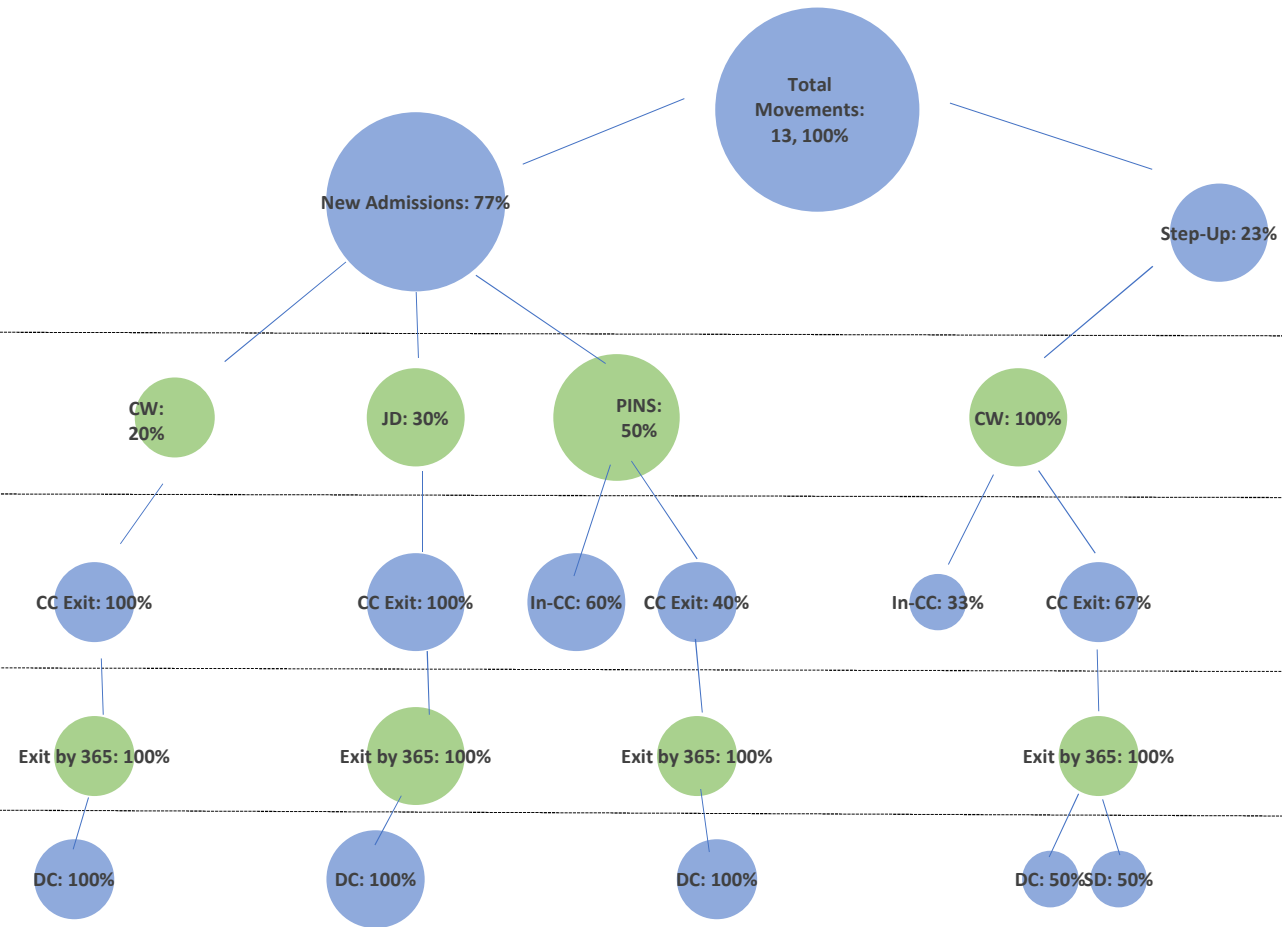 Total
Movements:
13, 100%
New Admissions: 77%
Step-Up: 23%
CW:
20%
JD: 30%
PINS:
50%
CW: 100%
CC Exit: 100%
CC Exit: 100%
In-CC: 60%
CC Exit: 40%
In-CC: 33%
CC Exit: 67%
Exit by 365: 100%
Exit by 365: 100%
Exit by 365: 100%
Exit by 365: 100%
DC: 100%
DC: 100%
DC: 100%
DC: 50%
SD: 50%